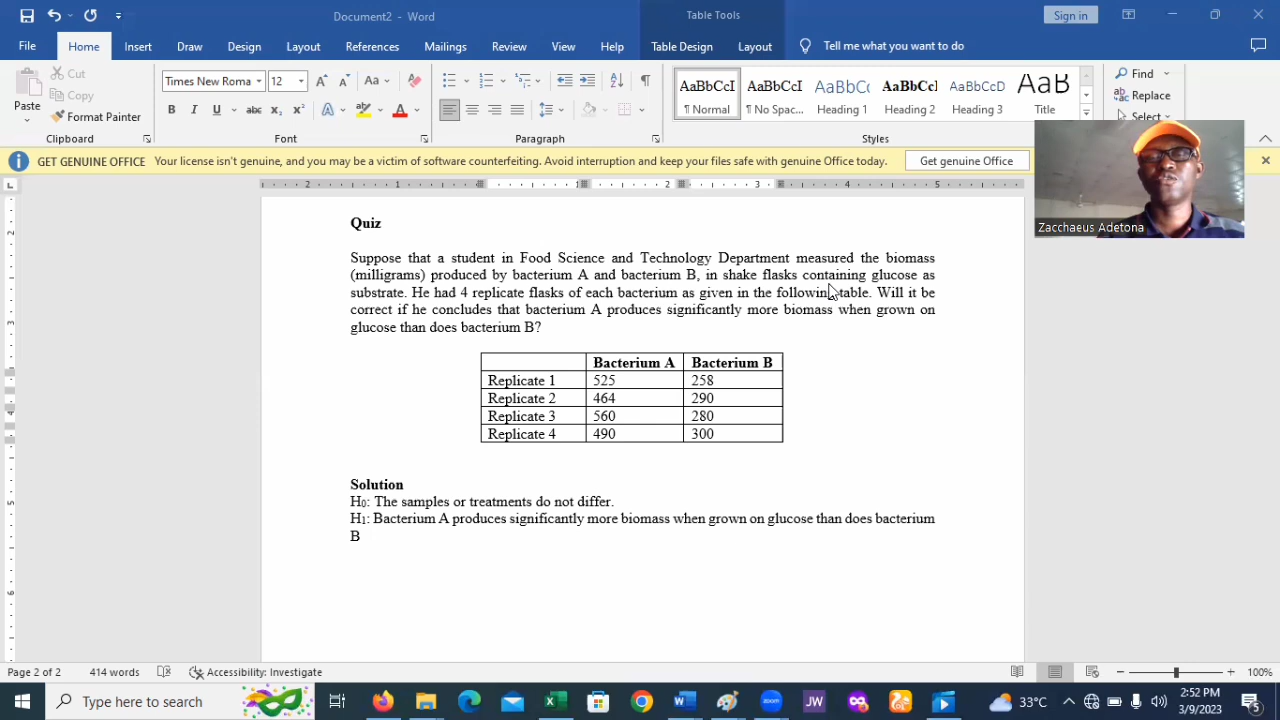 Document2 - Word
Table Tools
Sign in
File Home Insert Draw Design Layout References Mailings Review View Help Table Design Layout Tell me what you want to do
Cut
Copy
Paste
Format Painter
Clipboard
Times New Roma 12
Font
Paragraph
AaBbCcI AaBbCcI AaBbCc AaBbCcI AaBbCcD AaB
¶ Normal ¶ No Spac... Heading 1 Heading 2 Heading 3 Title
Styles
Find
Replace
Select
GET GENUINE OFFICE Your license isn't genuine, and you may be a victim of software counterfeiting. Avoid interruption and keep your files safe with genuine Office today. Get genuine Office
Zacchaeus Adetona
Quiz
Suppose that a student in Food Science and Technology Department measured the biomass
(milligrams) produced by bacterium A and bacterium B, in shake flasks containing glucose as
substrate. He had 4 replicate flasks of each bacterium as given in the following table. Will it be
correct if he concludes that bacterium A produces significantly more biomass when grown on
glucose than does bacterium B?
Bacterium A Bacterium B
Replicate 1 525 258
Replicate 2 464 290
Replicate 3 560 280
Replicate 4 490 300
Solution
H0: The samples or treatments do not differ.
H1: Bacterium A produces significantly more biomass when grown on glucose than does bacterium
B
Page 2 of 2 414 words Accessibility: Investigate 100%
Type here to search
JW
zoom
33°C
2:52 PM
3/9/2023
5